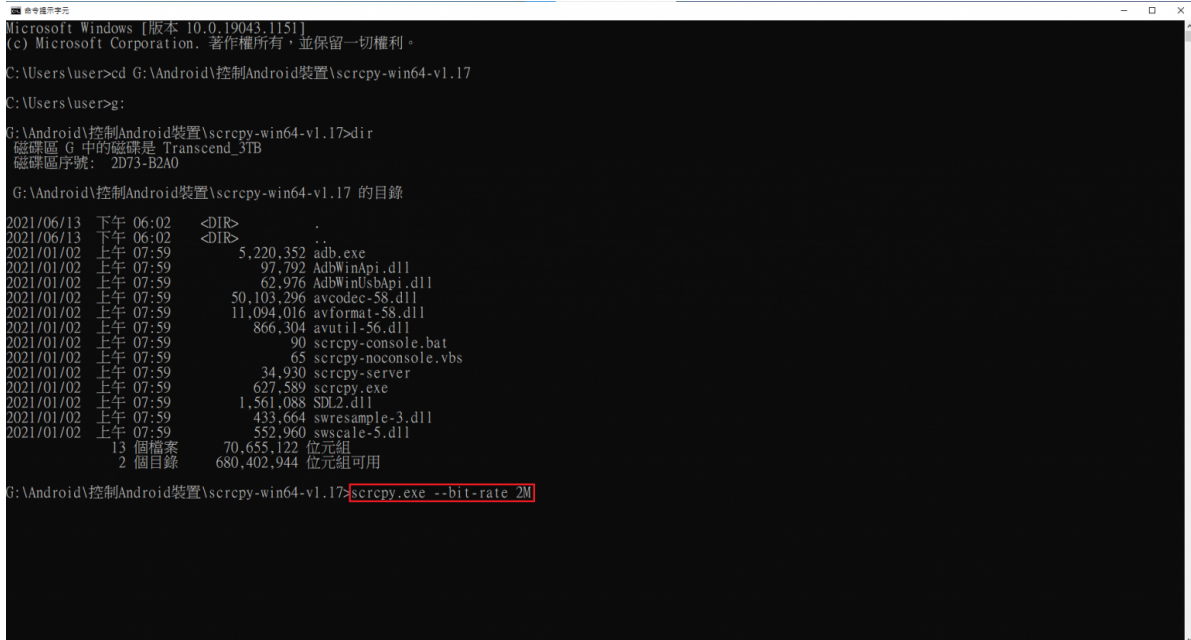 命令提示字元
Microsoft Windows [版本 10.0.19043.1151]
(c) Microsoft Corporation. 著作權所有，並保留一切權利。
C:\Users\user>cd G:\Android\控制Android裝置\scrcpy-win64-v1.17
C:\Users\user>g:
G:\Android\控制Android裝置\scrcpy-win64-v1.17>dir
磁碟區 G 中的磁碟是 Transcend_3TB
磁碟區序號:  2D73-B2A0
G:\Android\控制Android裝置\scrcpy-win64-v1.17 的目錄
2021/06/13  下午 06:02    <DIR>          .
2021/06/13  下午 06:02    <DIR>          ..
2021/01/02  上午 07:59         5,220,352 adb.exe
2021/01/02  上午 07:59            97,792 AdbWinApi.dll
2021/01/02  上午 07:59            62,976 AdbWinUsbApi.dll
2021/01/02  上午 07:59        50,103,296 avcodec-58.dll
2021/01/02  上午 07:59        11,094,016 avformat-58.dll
2021/01/02  上午 07:59           866,304 avutil-56.dll
2021/01/02  上午 07:59                90 scrcpy-console.bat
2021/01/02  上午 07:59                65 scrcpy-noconsole.vbs
2021/01/02  上午 07:59            34,930 scrcpy-server
2021/01/02  上午 07:59           627,589 scrcpy.exe
2021/01/02  上午 07:59         1,561,088 SDL2.dll
2021/01/02  上午 07:59           433,664 swresample-3.dll
2021/01/02  上午 07:59           552,960 swscale-5.dll
13 個檔案      70,655,122 位元組
2 個目錄     680,402,944 位元組可用
G:\Android\控制Android裝置\scrcpy-win64-v1.17>scrcpy.exe --bit-rate 2M